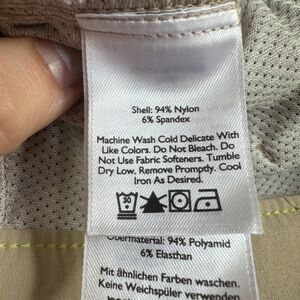 Shell: 94% Nylon
6% Spandex
Machine Wash Cold Delicate With
Like Colors. Do Not Bleach. Do
Not Use Fabric Softeners. Tumble
Dry Low. Remove Promptly. Cool
Iron As Desired.
30
Obermaterial: 94% Polyamid
6% Elasthan
Mit ähnlichen Farben waschen.
Keine Weichspüler verwenden